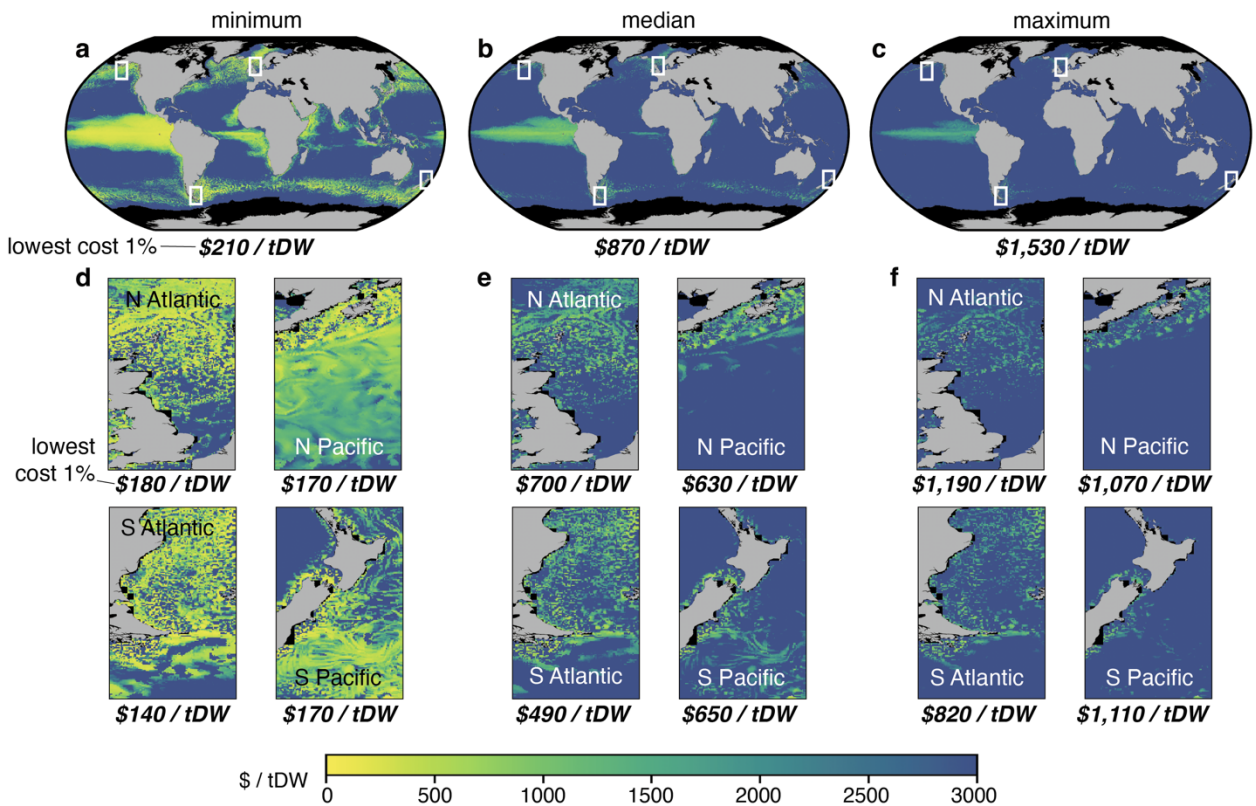 minimum
median
maximum
a
b
c
lowest cost 1%
$210 / tDW
$870 / tDW
$1,530 / tDW
d
e
f
N Atlantic
N Pacific
N Atlantic
N Pacific
N Atlantic
N Pacific
lowest
cost 1%
$180 / tDW
$170 / tDW
$700 / tDW
$630 / tDW
$1,190 / tDW
$1,070 / tDW
S Atlantic
S Pacific
S Atlantic
S Pacific
S Atlantic
S Pacific
$140 / tDW
$170 / tDW
$490 / tDW
$650 / tDW
$820 / tDW
$1,110 / tDW
$ / tDW
0 500 1000 1500 2000 2500 3000